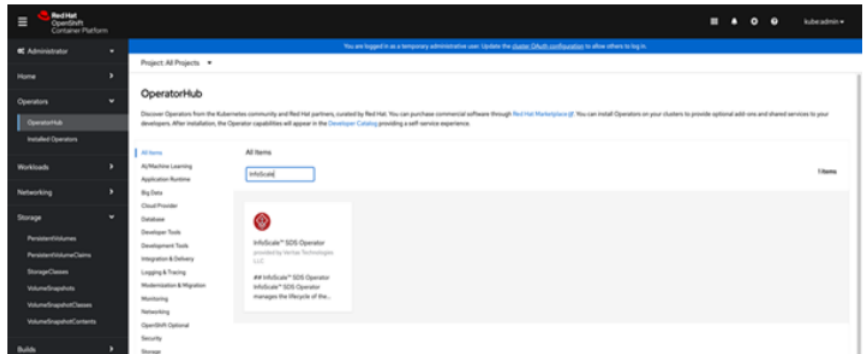 Red Hat
OpenShift
Container Platform
kube:admin
Administrator
You are logged in as a temporary administrative user. Update the cluster OAuth configuration to allow others to log in.
Project: All Projects
Home
Operators
OperatorHub
Installed Operators
Workloads
Networking
Storage
PersistentVolumes
PersistentVolumeClaims
StorageClasses
VolumeSnapshots
VolumeSnapshotClasses
VolumeSnapshotContents
Builds
OperatorHub
Discover Operators from the Kubernetes community and Red Hat partners, curated by Red Hat. You can purchase commercial software through Red Hat Marketplace. You can install Operators on your clusters to provide optional add-ons and shared services to your
developers. After installation, the Operator capabilities will appear in the Developer Catalog providing a self-service experience.
All Items
AI/Machine Learning
Application Runtime
Big Data
Cloud Provider
Database
Developer Tools
Development Tools
Integration & Delivery
Logging & Tracing
Modernization & Migration
Monitoring
Networking
OpenShift Optional
Security
Storage
All Items
InfoScale
1 items
InfoScale™ SDS Operator
provided by Veritas Technologies
LLC
## InfoScale™ SDS Operator
InfoScale™ SDS Operator
manages the lifecycle of the...